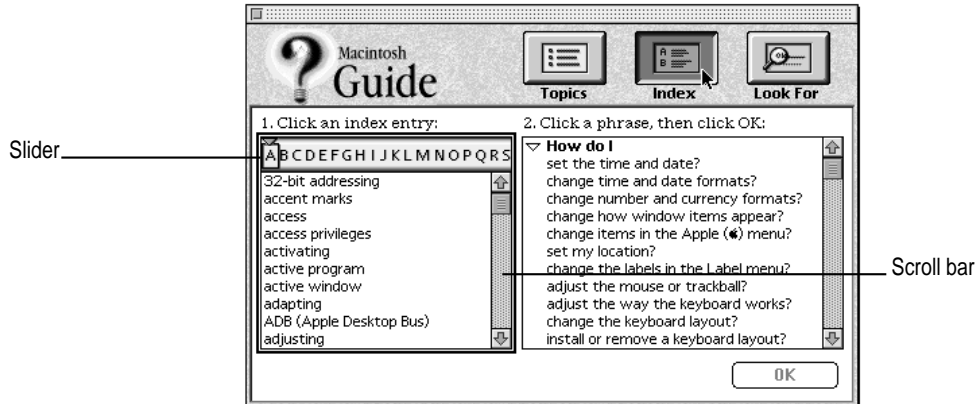 Macintosh
Guide
Topics
Index
Look For
1. Click an index entry:
2. Click a phrase, then click OK:
Slider
A B C D E F G H I J K L M N O P Q R S
32-bit addressing
accent marks
access
access privileges
activating
active program
active window
adapting
ADB (Apple Desktop Bus)
adjusting
How do I
set the time and date?
change time and date formats?
change number and currency formats?
change how window items appear?
change items in the Apple () menu?
set my location?
change the labels in the Label menu?
adjust the mouse or trackball?
adjust the way the keyboard works?
change the keyboard layout?
install or remove a keyboard layout?
Scroll bar
OK